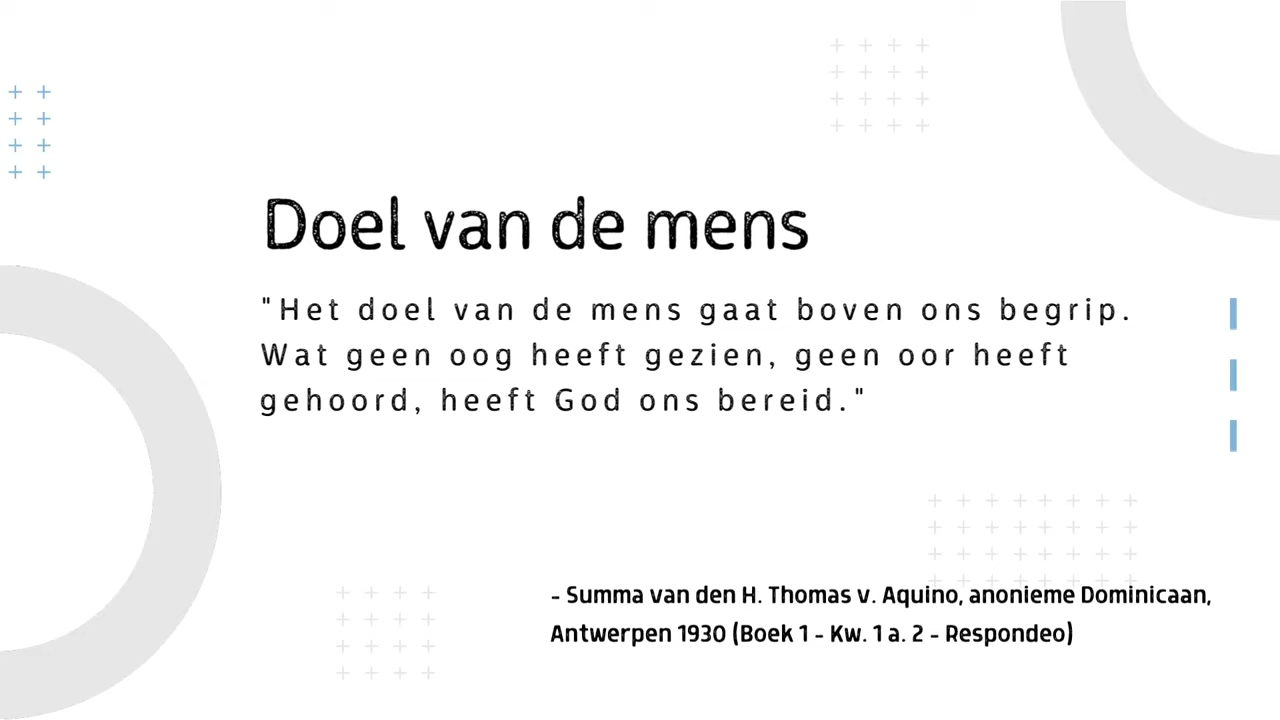 Doel van de mens
"Het doel van de mens gaat boven ons begrip.
Wat geen oog heeft gezien, geen oor heeft
gehoord, heeft God ons bereid."
- Summa van den H. Thomas v. Aquino, anonieme Dominicaan,
Antwerpen 1930 (Boek 1 - Kw. 1 a. 2 - Respondeo)